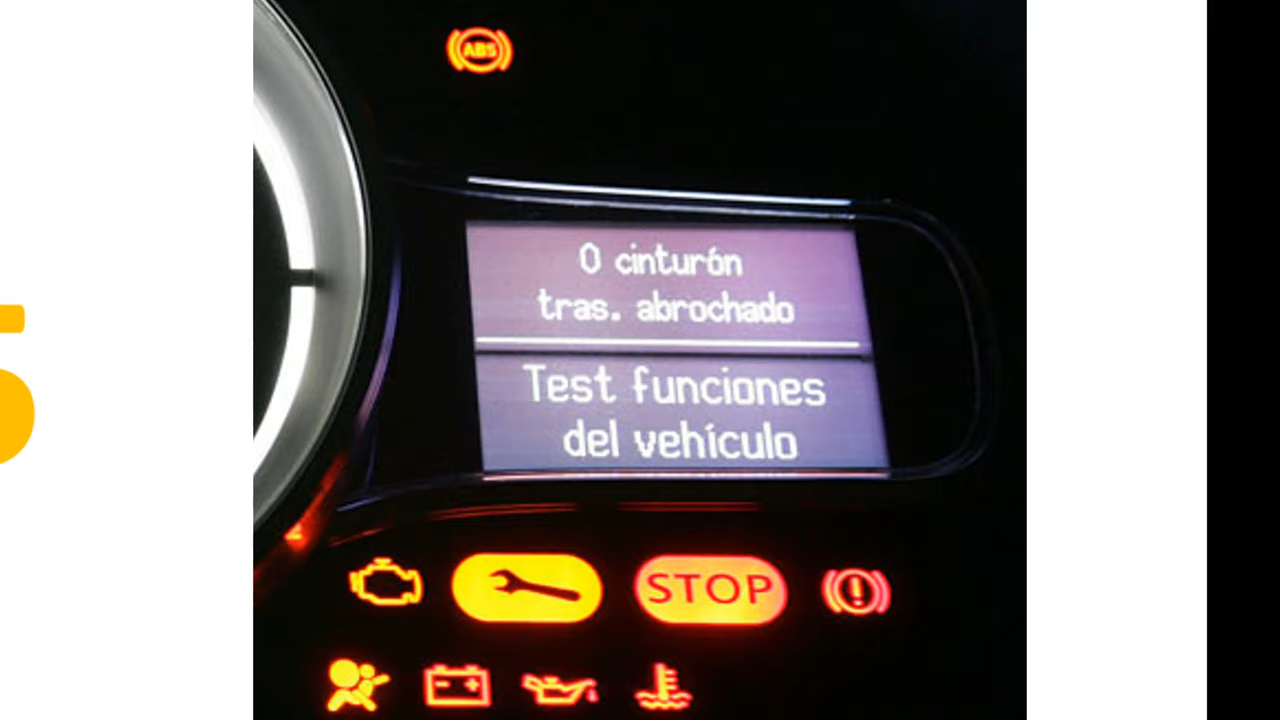 ABS
0 cinturón
tras. abrochado
Test funciones
del vehículo
STOP